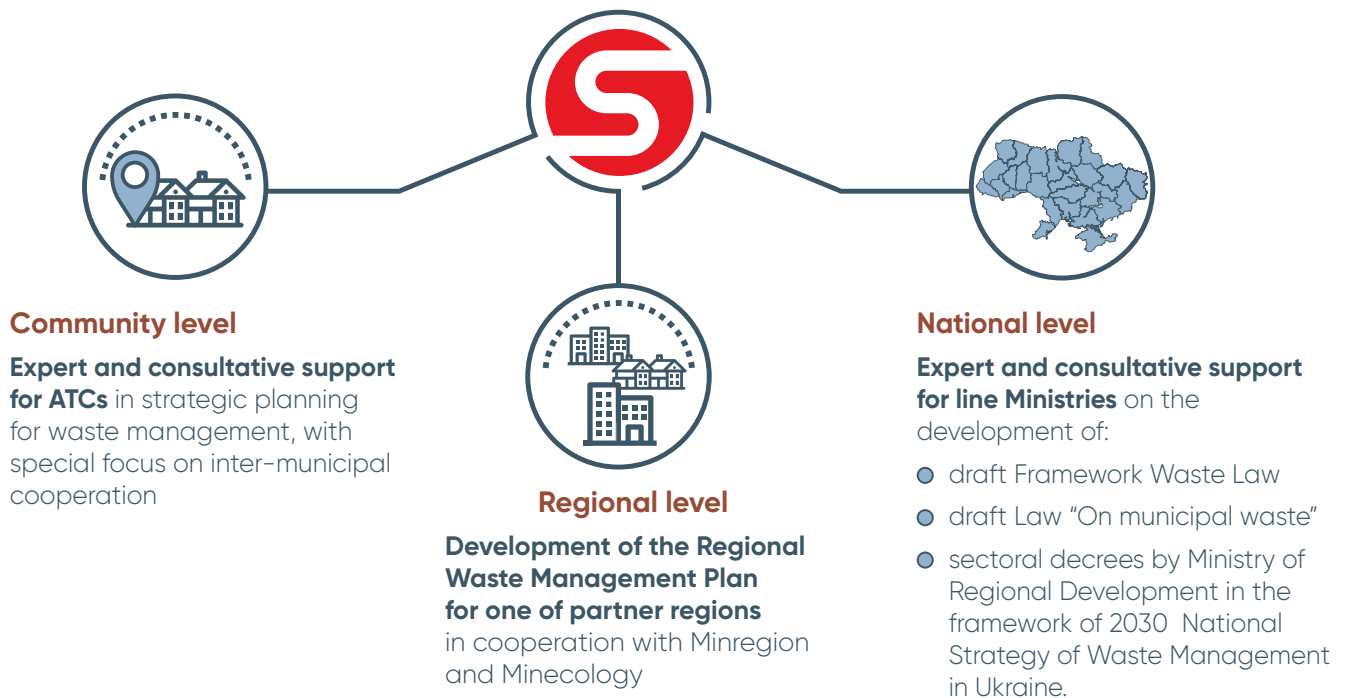 Community level
Expert and consultative support
for ATCs in strategic planning
for waste management, with
special focus on inter-municipal
cooperation
Regional level
Development of the Regional
Waste Management Plan
for one of partner regions
in cooperation with Minregion
and Minecology
National level
Expert and consultative support
for line Ministries on the
development of:
draft Framework Waste Law
draft Law “On municipal waste”
sectoral decrees by Ministry of
Regional Development in the
framework of 2030 National
Strategy of Waste Management
in Ukraine.